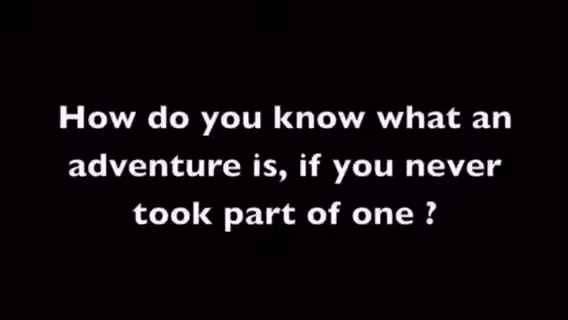 How do you know what an
adventure is, if you never
took part of one ?